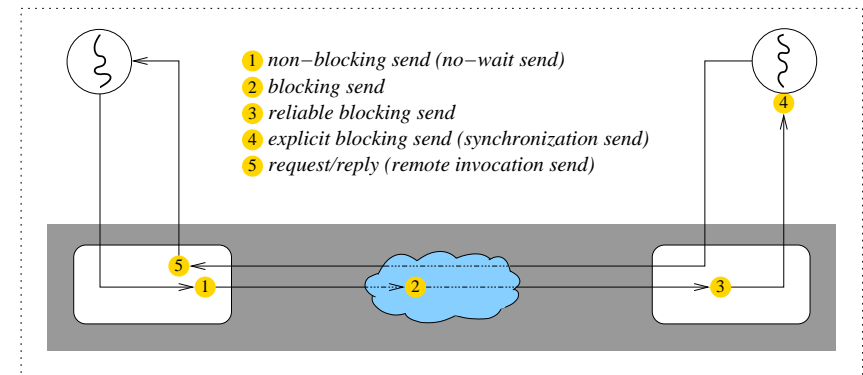 1 non−blocking send (no−wait send)
2 blocking send
3 reliable blocking send
4 explicit blocking send (synchronization send)
5 request/reply (remote invocation send)
4
5
1
2
3